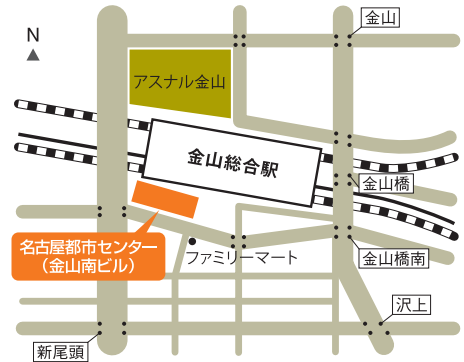 金山
N
アスナル金山
金山総合駅
金山橋
名古屋都市センター
(金山南ビル)
ファミリーマート
金山橋南
沢上
新尾頭